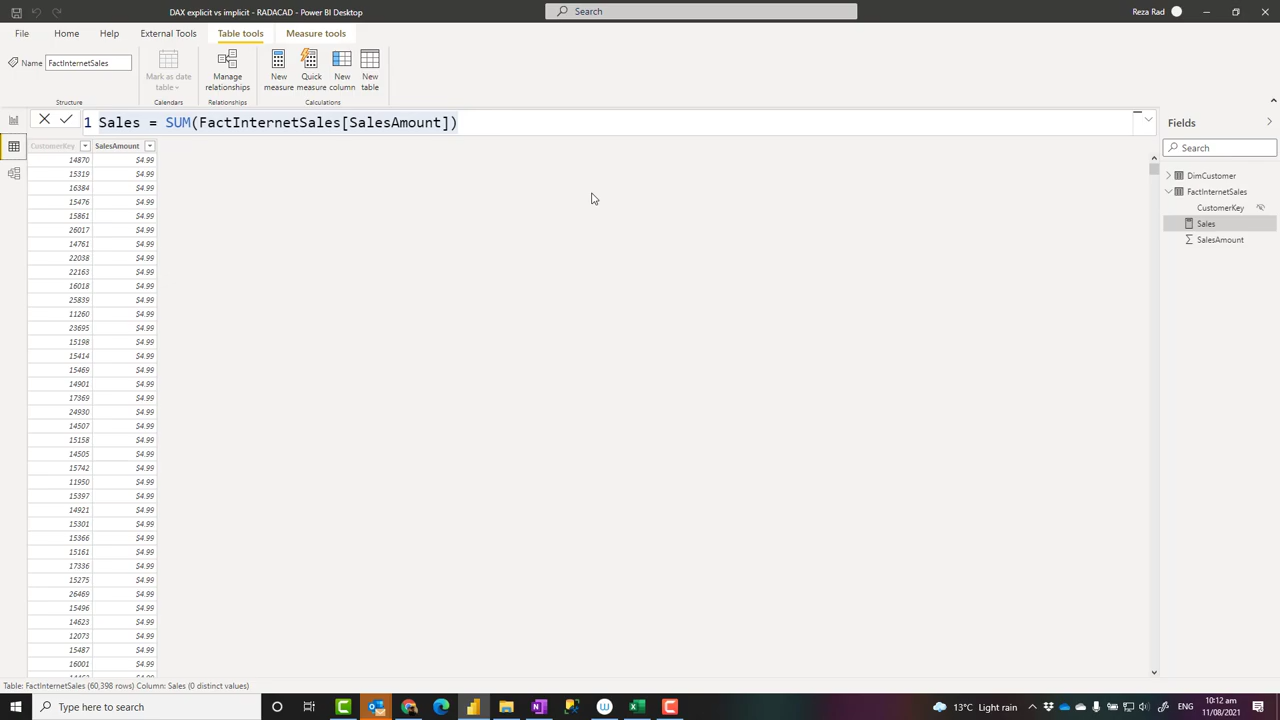 DAX explicit vs implicit - RADACAD - Power BI Desktop
Search
Reza Rad
File
Home
Help
External Tools
Table tools
Measure tools
Name
FactInternetSales
Mark as date
table
Manage
relationships
New
measure
Quick
measure
New
column
New
table
Structure
Calendars
Relationships
Calculations
1 Sales = SUM(FactInternetSales[SalesAmount])
Fields
Search
DimCustomer
FactInternetSales
CustomerKey
Sales
SalesAmount
CustomerKey SalesAmount
14870 $4.99
15319 $4.99
16384 $4.99
15476 $4.99
15861 $4.99
26017 $4.99
14761 $4.99
22038 $4.99
22163 $4.99
16018 $4.99
25839 $4.99
11260 $4.99
23695 $4.99
15198 $4.99
15414 $4.99
15469 $4.99
14901 $4.99
17369 $4.99
24930 $4.99
14507 $4.99
15158 $4.99
14505 $4.99
15742 $4.99
11950 $4.99
15397 $4.99
14921 $4.99
15301 $4.99
15366 $4.99
15161 $4.99
17336 $4.99
15275 $4.99
26469 $4.99
15496 $4.99
14623 $4.99
12073 $4.99
15487 $4.99
16001 $4.99
Table: FactInternetSales (60,398 rows) Column: Sales (0 distinct values)
Type here to search
13°C Light rain
ENG
10:12 am
11/08/2021